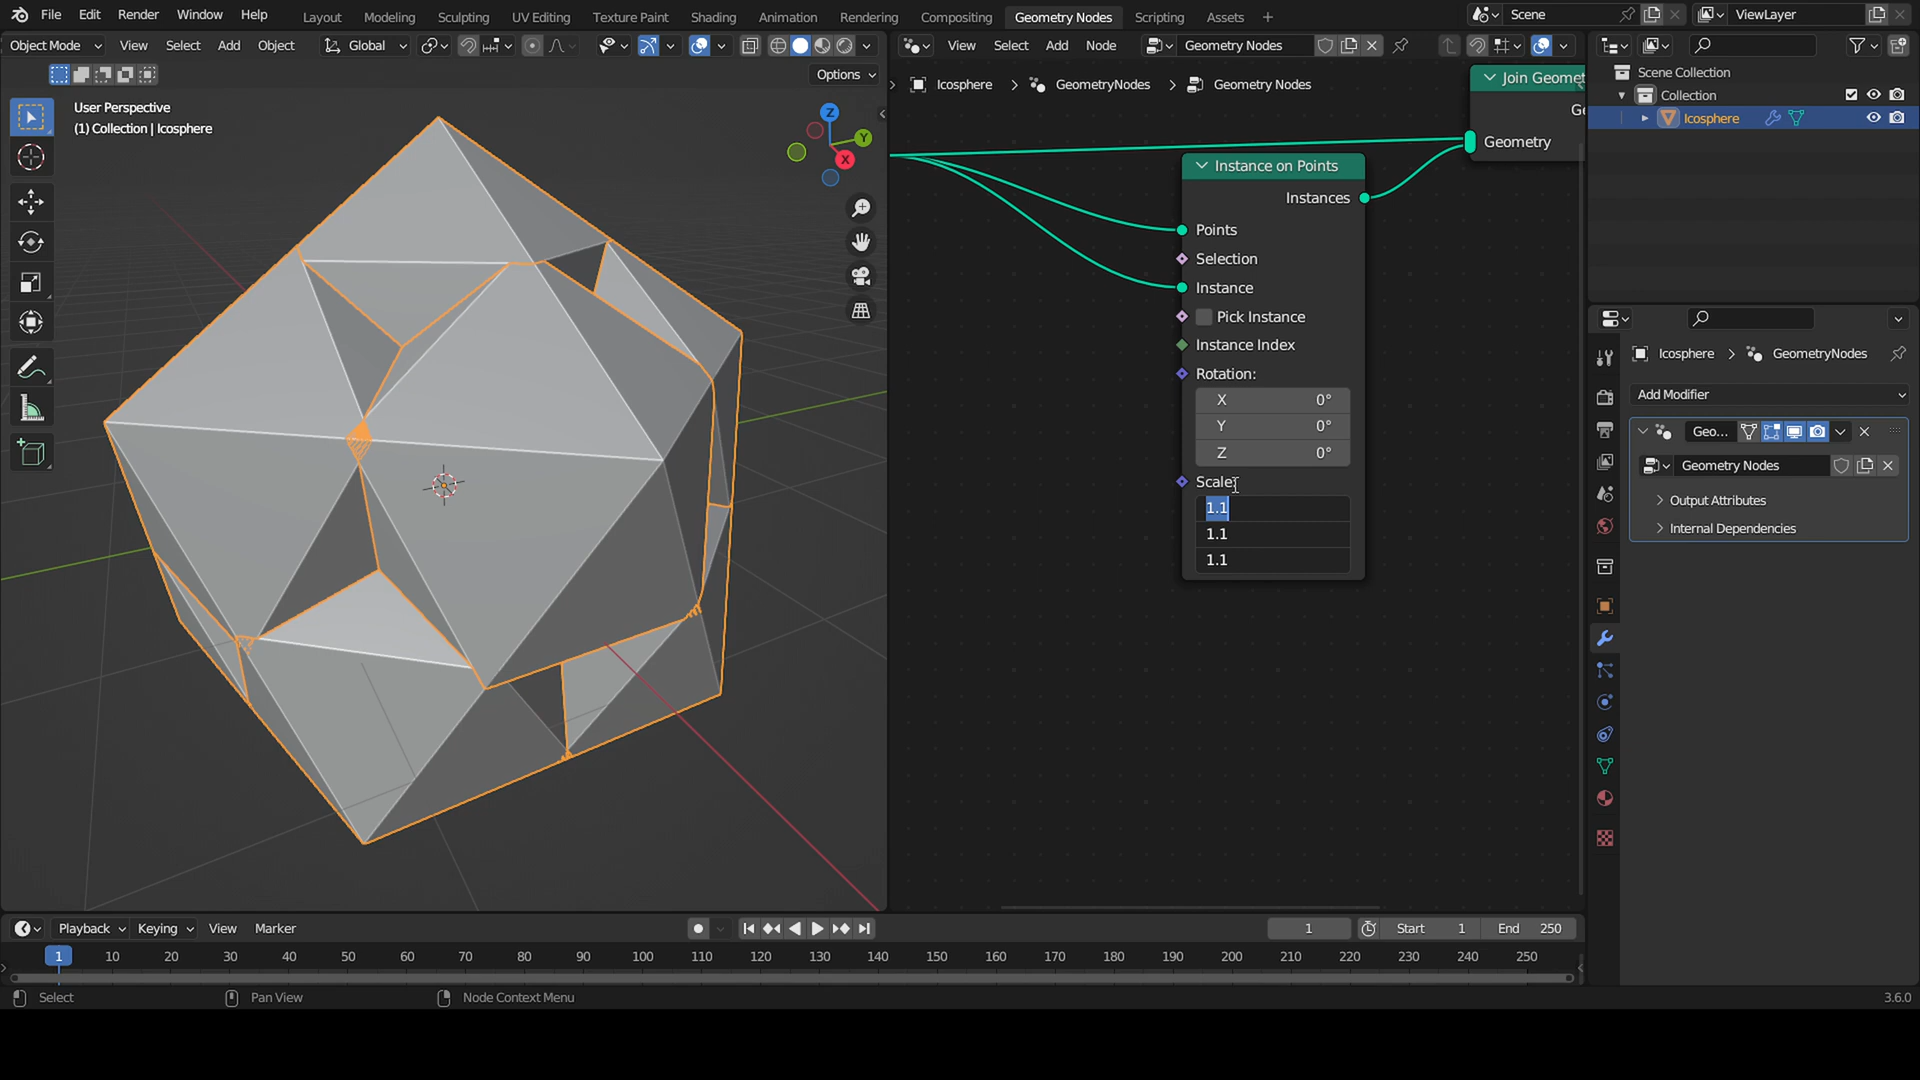 File Edit Render Window Help Layout Modeling Sculpting UV Editing Texture Paint Shading Animation Rendering Compositing Geometry Nodes Scripting Assets + Scene ViewLayer
Object Mode View Select Add Object Global
Options
User Perspective
(1) Collection | Icosphere
Z
Y
X
View Select Add Node Geometry Nodes
Icosphere > GeometryNodes > Geometry Nodes
Join Geomet
Ge
Geometry
Instance on Points
Instances
Points
Selection
Instance
Pick Instance
Instance Index
Rotation:
X 0°
Y 0°
Z 0°
Scale:
1.1
1.1
1.1
Scene Collection
Collection
Icosphere
Icosphere > GeometryNodes
Add Modifier
Geo...
Geometry Nodes
Output Attributes
Internal Dependencies
Playback Keying View Marker 1 Start 1 End 250
1 10 20 30 40 50 60 70 80 90 100 110 120 130 140 150 160 170 180 190 200 210 220 230 240 250
Select Pan View Node Context Menu 3.6.0